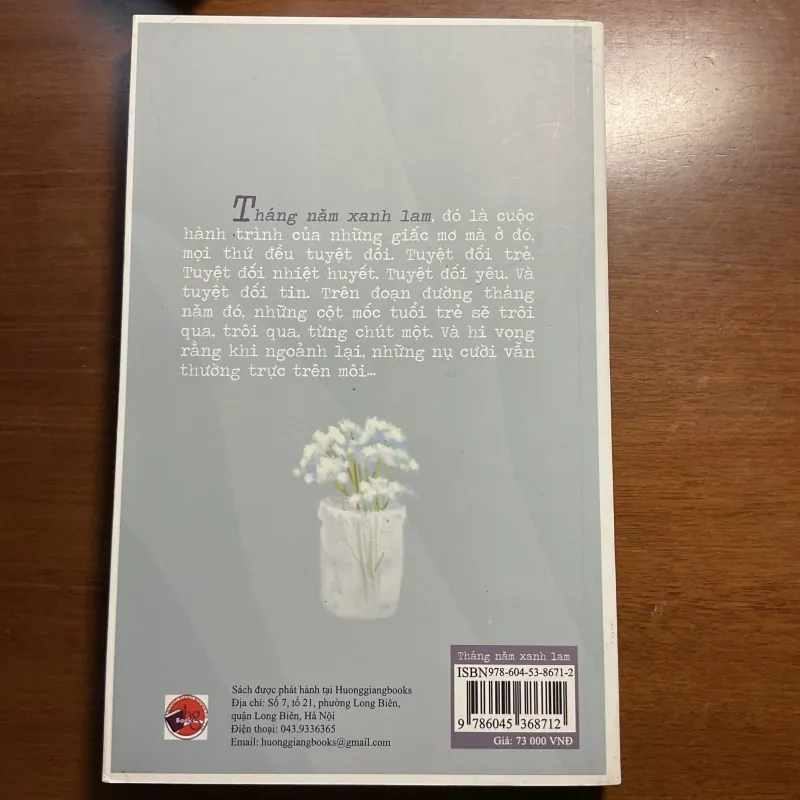 Tháng năm xanh lam, đó là cuộc
hành trình của những giấc mơ mà ở đó,
mọi thứ đều tuyệt đối. Tuyệt đối trẻ.
Tuyệt đối nhiệt huyết. Tuyệt đối yêu. Và
tuyệt đối tin. Trên đoạn đường tháng
năm đó, những cột mốc tuổi trẻ sẽ trôi
qua, trôi qua, từng chút một. Và hi vọng
rằng khi ngoảnh lại, những nụ cười vẫn
thường trực trên môi...
Sách được phát hành tại Huonggiangbooks
Địa chỉ: Số 7, tổ 21, phường Long Biên,
quận Long Biên, Hà Nội
Điện thoại: 043.9336365
Email: huonggiangbooks@gmail.com
Tháng năm xanh lam
ISBN978-604-53-8671-2
9 786045 368712
Giá: 73 000 VNĐ